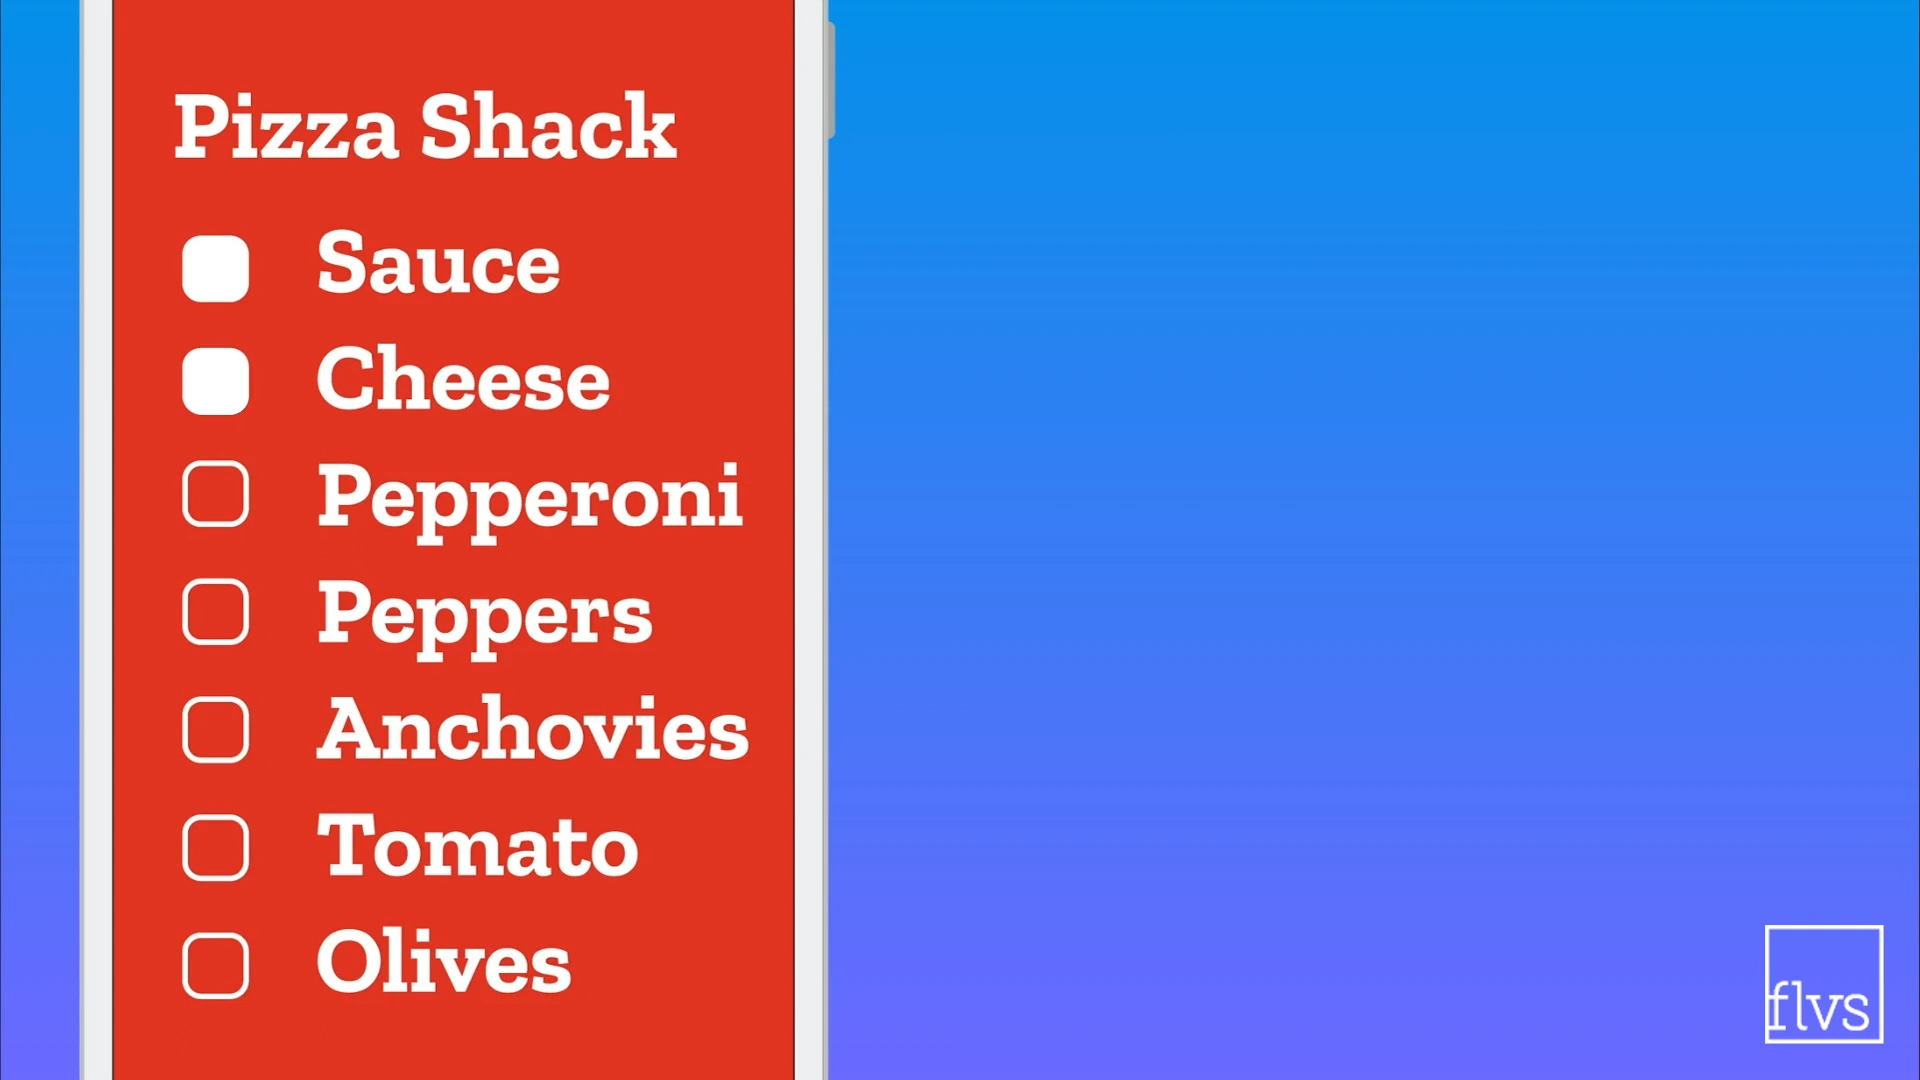 Pizza Shack
Sauce
Cheese
Pepperoni
Peppers
Anchovies
Tomato
Olives
flvs